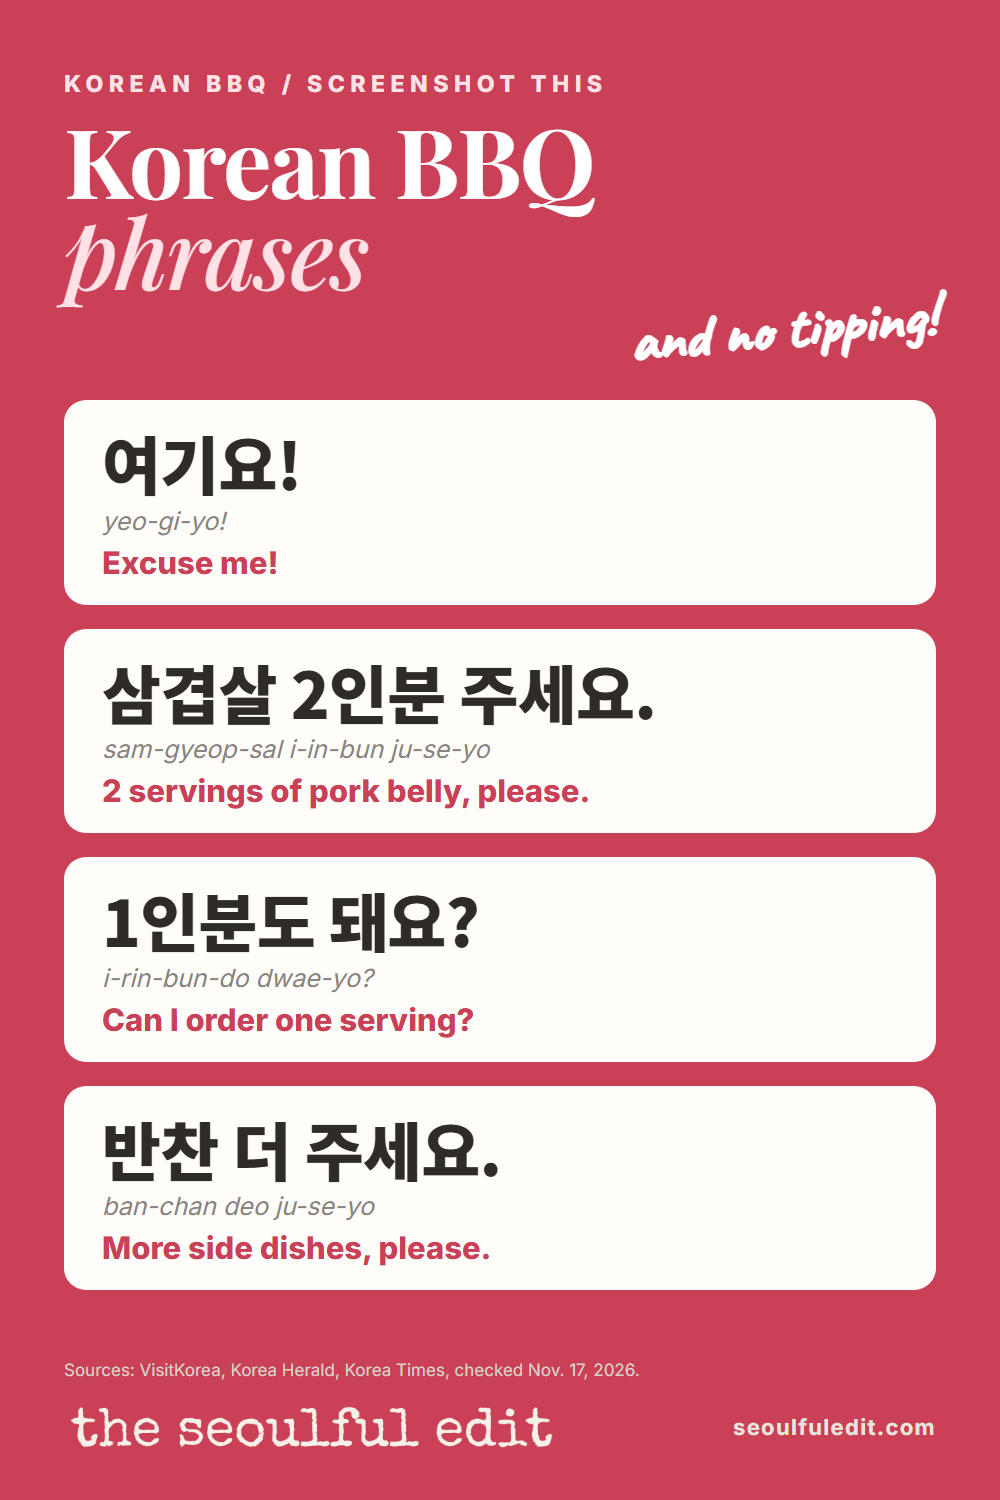 KOREAN BBQ / SCREENSHOT THIS
Korean BBQ
phrases
and no tipping!
여기요!
yeo-gi-yo!
Excuse me!
삼겹살 2인분 주세요.
sam-gyeop-sal i-in-bun ju-se-yo
2 servings of pork belly, please.
1인분도 돼요?
i-rin-bun-do dwae-yo?
Can I order one serving?
반찬 더 주세요.
ban-chan deo ju-se-yo
More side dishes, please.
Sources: VisitKorea, Korea Herald, Korea Times, checked Nov. 17, 2026.
the seoulful edit
seoulfuledit.com